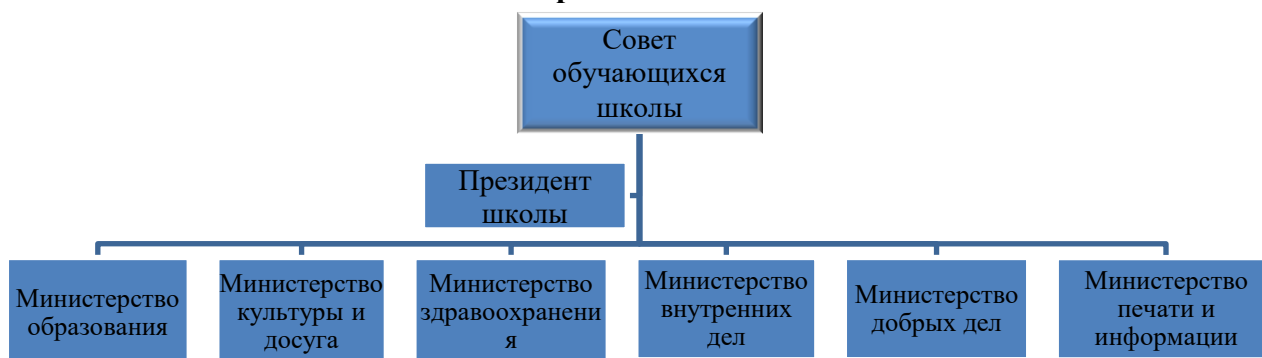 Совет
обучающихся
школы
Президент
школы
Министерство
образования
Министерство
культуры и
досуга
Министерство
здравоохранени
я
Министерство
внутренних
дел
Министерство
добрых дел
Министерство
печати и
информации